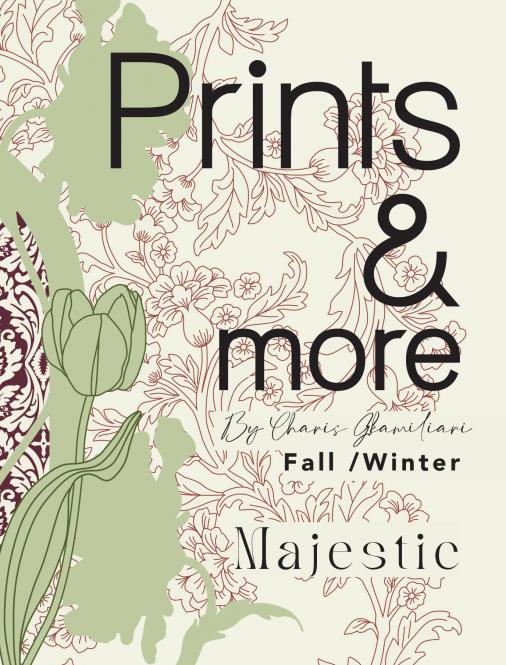 Prints
&
more
By Charis Gkamiliari
Fall /Winter
Majestic